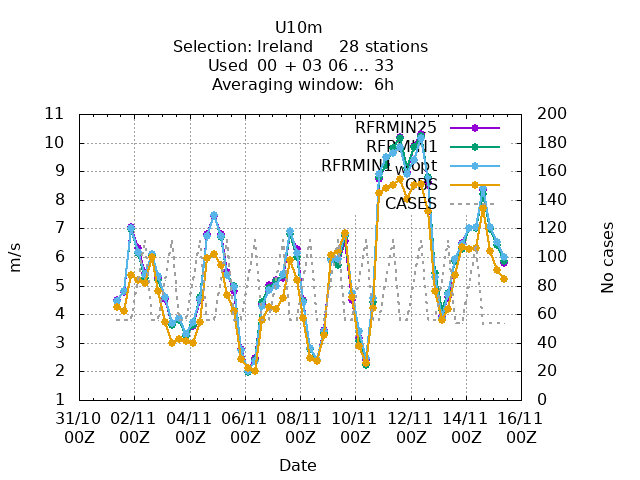 U10m
Selection: Ireland 28 stations
Used 00 + 03 06 ... 33
Averaging window: 6h
11 200
10 180
9 160
8 140
7 120
6 100
5 80
4 60
3 40
2 20
1 0
m/s
No cases
RFRMIN25
RFRMIN1
RFRMIN1_wopt
OBS
CASES
31/10 02/11 04/11 06/11 08/11 10/11 12/11 14/11 16/11
00Z 00Z 00Z 00Z 00Z 00Z 00Z 00Z 00Z
Date